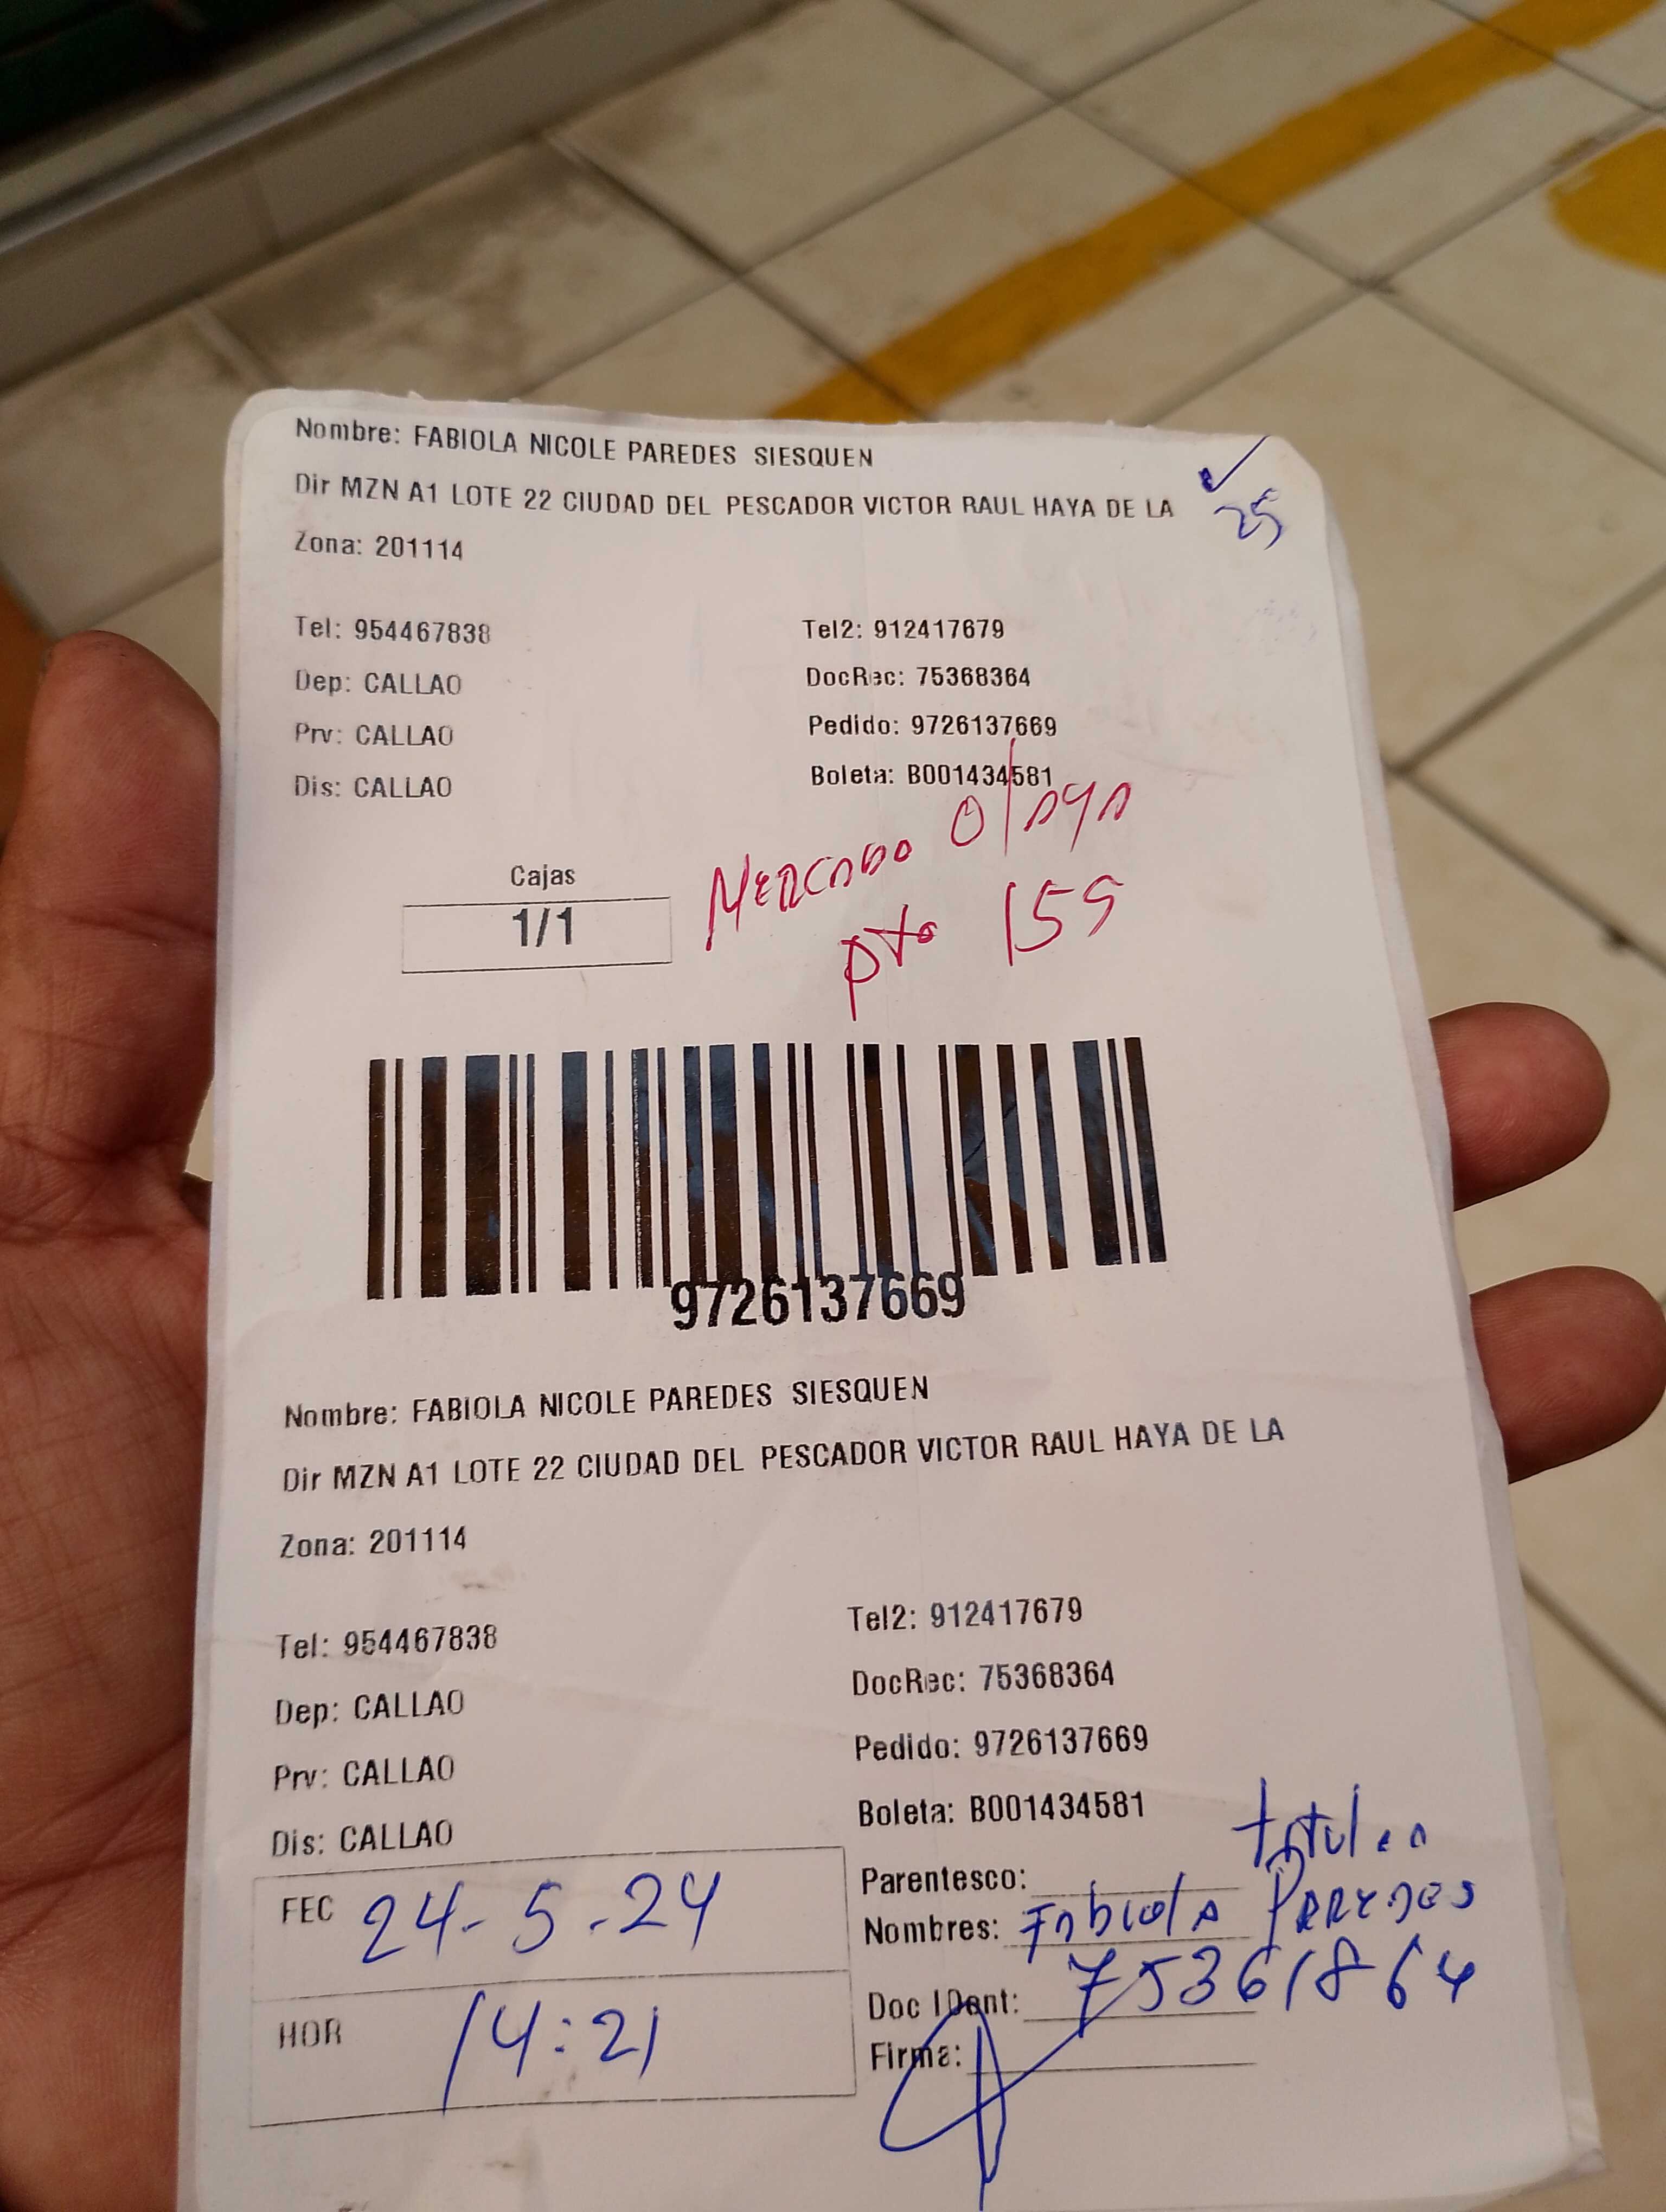 Nombre: FABIOLA NICOLE PAREDES SIESQUEN
Dir MZN A1 LOTE 22 CIUDAD DEL PESCADOR VICTOR RAUL HAYA DE LA
25
Zona: 201114
Tel: 954467838
Tel2: 912417679
Dep: CALLAO
DocRec: 75368364
Prv: CALLAO
Pedido: 9726137669
Dis: CALLAO
Boleta: B001434581
Mercado Olaya
pto 155
Cajas
1/1
9726137669
Nombre: FABIOLA NICOLE PAREDES SIESQUEN
Dir MZN A1 LOTE 22 CIUDAD DEL PESCADOR VICTOR RAUL HAYA DE LA
Zona: 201114
Tel: 954467838
Tel2: 912417679
Dep: CALLAO
DocRec: 75368364
Prv: CALLAO
Pedido: 9726137669
Dis: CALLAO
Boleta: B001434581
FEC 24-5-24
HOR 14:21
Parentesco: titular
Nombres: Fabiola Paredes
Doc IDent: 75361864
Firma: